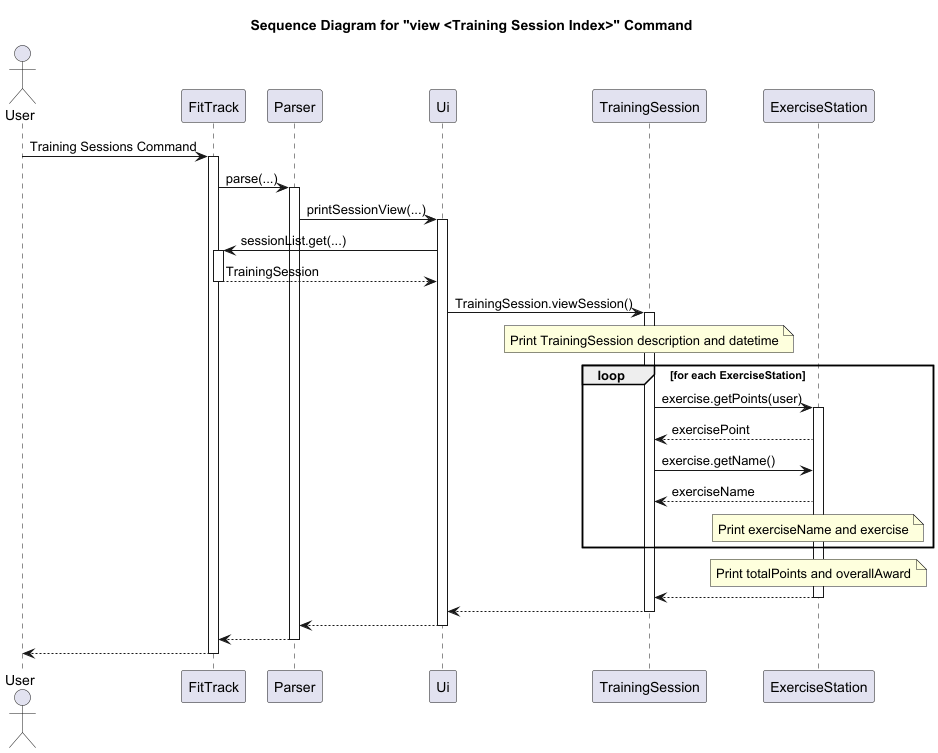 Sequence Diagram for "view <Training Session Index>" Command
User
FitTrack
Parser
Ui
TrainingSession
ExerciseStation
Training Sessions Command
parse(...)
printSessionView(...)
sessionList.get(...)
TrainingSession
TrainingSession.viewSession()
Print TrainingSession description and datetime
loop
[for each ExerciseStation]
exercise.getPoints(user)
exercisePoint
exercise.getName()
exerciseName
Print exerciseName and exercise
Print totalPoints and overallAward
User
FitTrack
Parser
Ui
TrainingSession
ExerciseStation